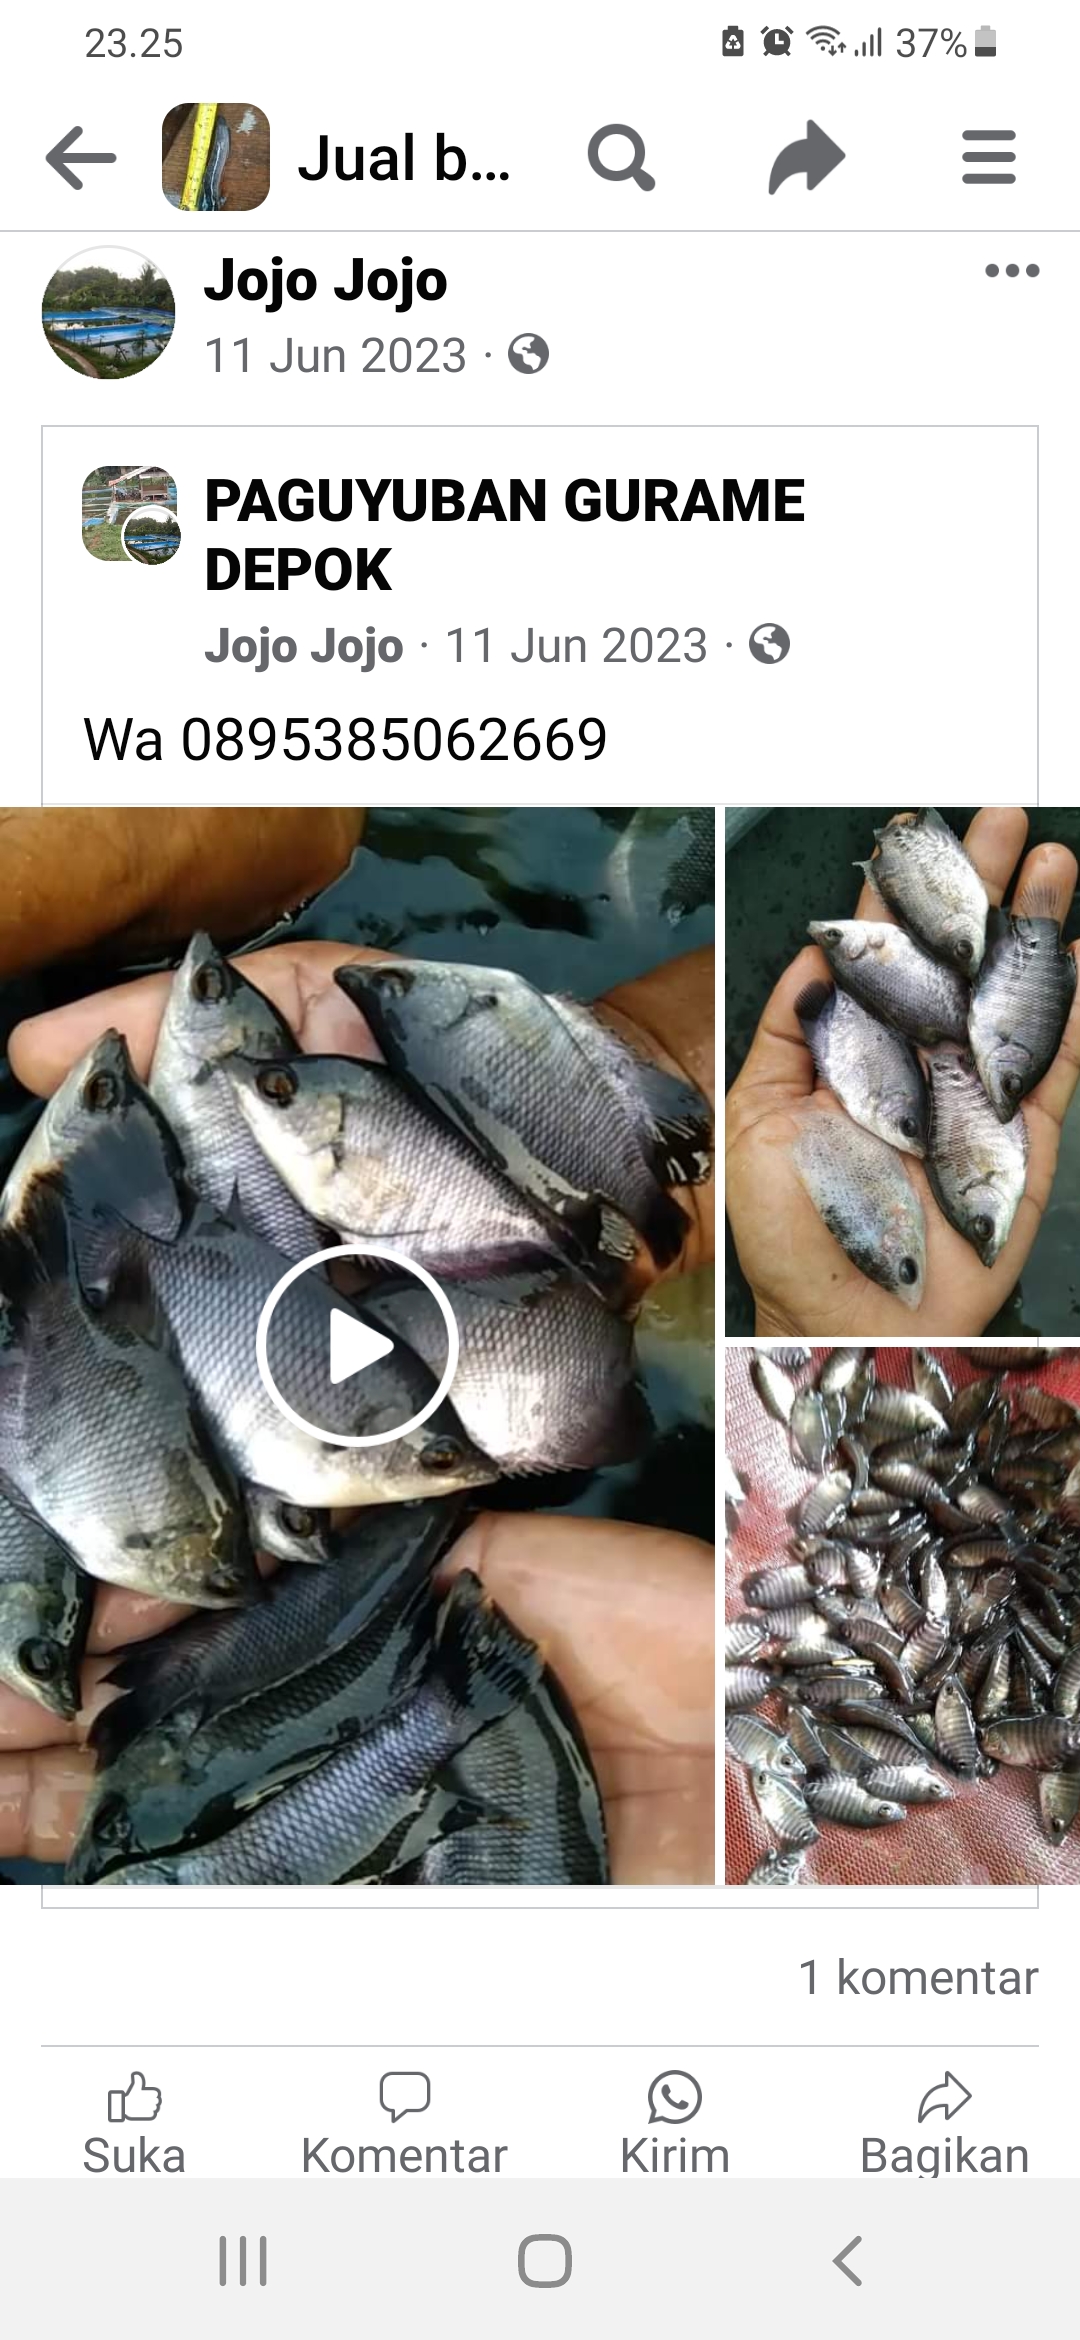 23.25
37%
Jual b...
Jojo Jojo
11 Jun 2023 ·
PAGUYUBAN GURAME
DEPOK
Jojo Jojo · 11 Jun 2023 ·
Wa 0895385062669
1 komentar
Suka Komentar Kirim Bagikan